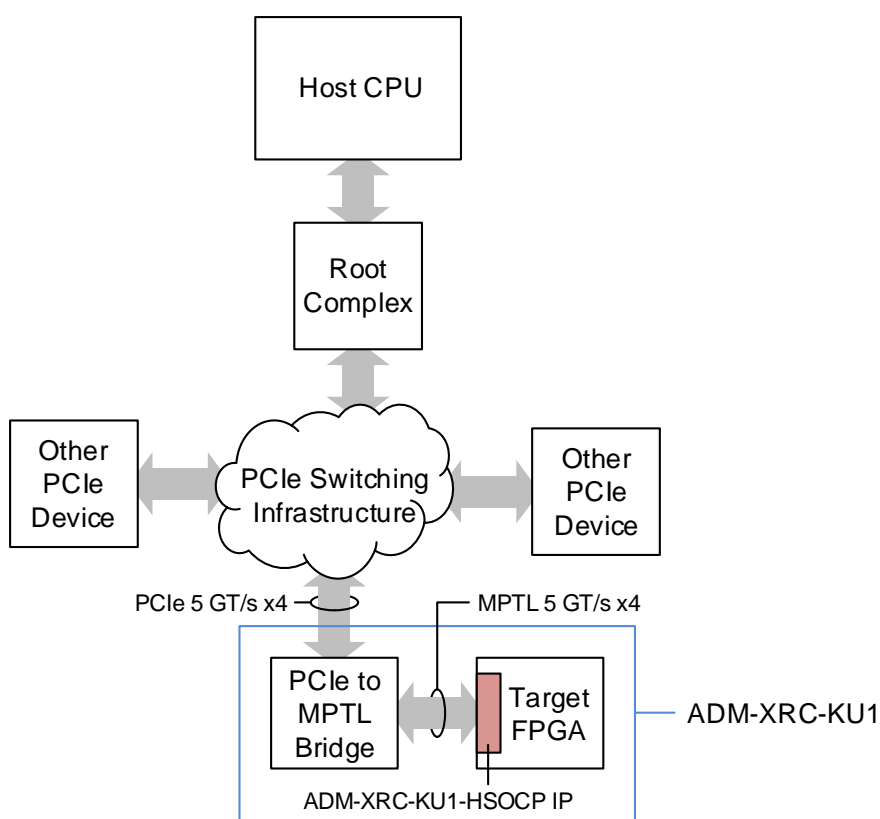 Host CPU
Root
Complex
Other
PCIe
Device
PCIe Switching
Infrastructure
Other
PCIe
Device
PCIe 5 GT/s x4
MPTL 5 GT/s x4
PCIe to
MPTL
Bridge
Target
FPGA
ADM-XRC-KU1
ADM-XRC-KU1-HSOCP IP